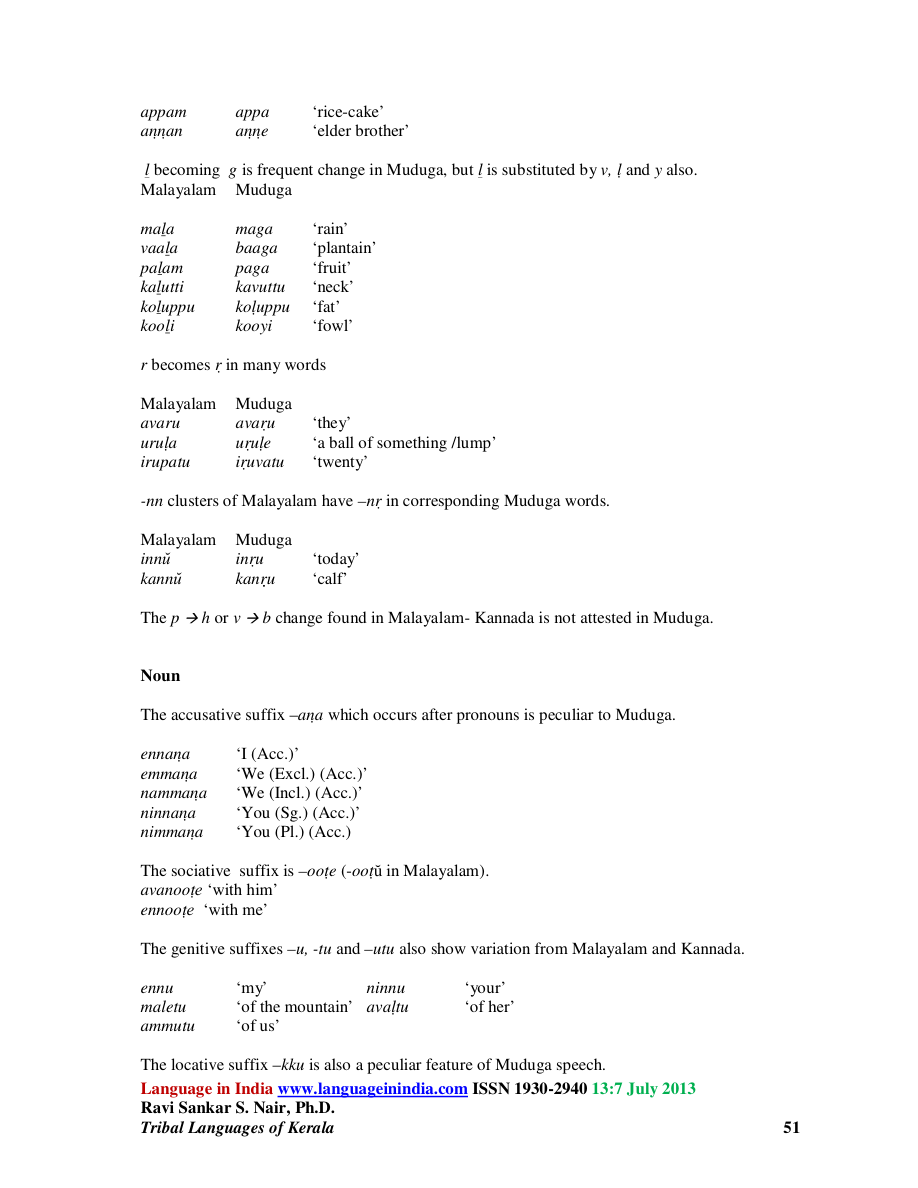 appam appa ‘rice-cake’
aṇṇan aṇṇe ‘elder brother’
ḻ becoming g is frequent change in Muduga, but ḻ is substituted by v, ḷ and y also.
Malayalam Muduga
maḻa maga ‘rain’
vaaḻa baaga ‘plantain’
paḻam paga ‘fruit’
kaḻutti kavuttu ‘neck’
koḻuppu koḷuppu ‘fat’
kooḻi kooyi ‘fowl’
r becomes ṛ in many words
Malayalam Muduga
avaru avaṛu ‘they’
uruḷa uṛuḷe ‘a ball of something /lump’
irupatu iṛuvatu ‘twenty’
-nn clusters of Malayalam have –nṛ in corresponding Muduga words.
Malayalam Muduga
innŭ inṛu ‘today’
kannŭ kanṛu ‘calf’
The p → h or v → b change found in Malayalam- Kannada is not attested in Muduga.
Noun
The accusative suffix –aṇa which occurs after pronouns is peculiar to Muduga.
ennaṇa ‘I (Acc.)’
emmaṇa ‘We (Excl.) (Acc.)’
nammaṇa ‘We (Incl.) (Acc.)’
ninnaṇa ‘You (Sg.) (Acc.)’
nimmaṇa ‘You (Pl.) (Acc.)
The sociative suffix is –ooṭe (-ooṭŭ in Malayalam).
avanooṭe ‘with him’
ennooṭe ‘with me’
The genitive suffixes –u, -tu and –utu also show variation from Malayalam and Kannada.
ennu ‘my’ ninnu ‘your’
maletu ‘of the mountain’ avaḷtu ‘of her’
ammutu ‘of us’
The locative suffix –kku is also a peculiar feature of Muduga speech.
Language in India www.languageinindia.com ISSN 1930-2940 13:7 July 2013
Ravi Sankar S. Nair, Ph.D.
Tribal Languages of Kerala 51